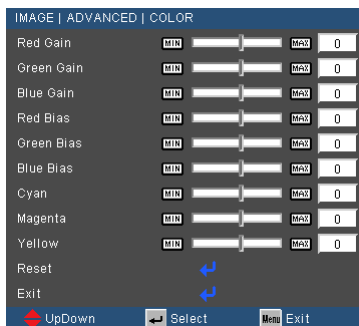 IMAGE | ADVANCED | COLOR
Red Gain MIN MAX 0
Green Gain MIN MAX 0
Blue Gain MIN MAX 0
Red Bias MIN MAX 0
Green Bias MIN MAX 0
Blue Bias MIN MAX 0
Cyan MIN MAX 0
Magenta MIN MAX 0
Yellow MIN MAX 0
Reset
Exit
UpDown Select Menu Exit